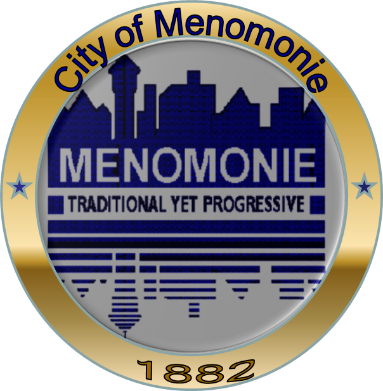 City of Menomonie
MENOMONIE
TRADITIONAL YET PROGRESSIVE
1882